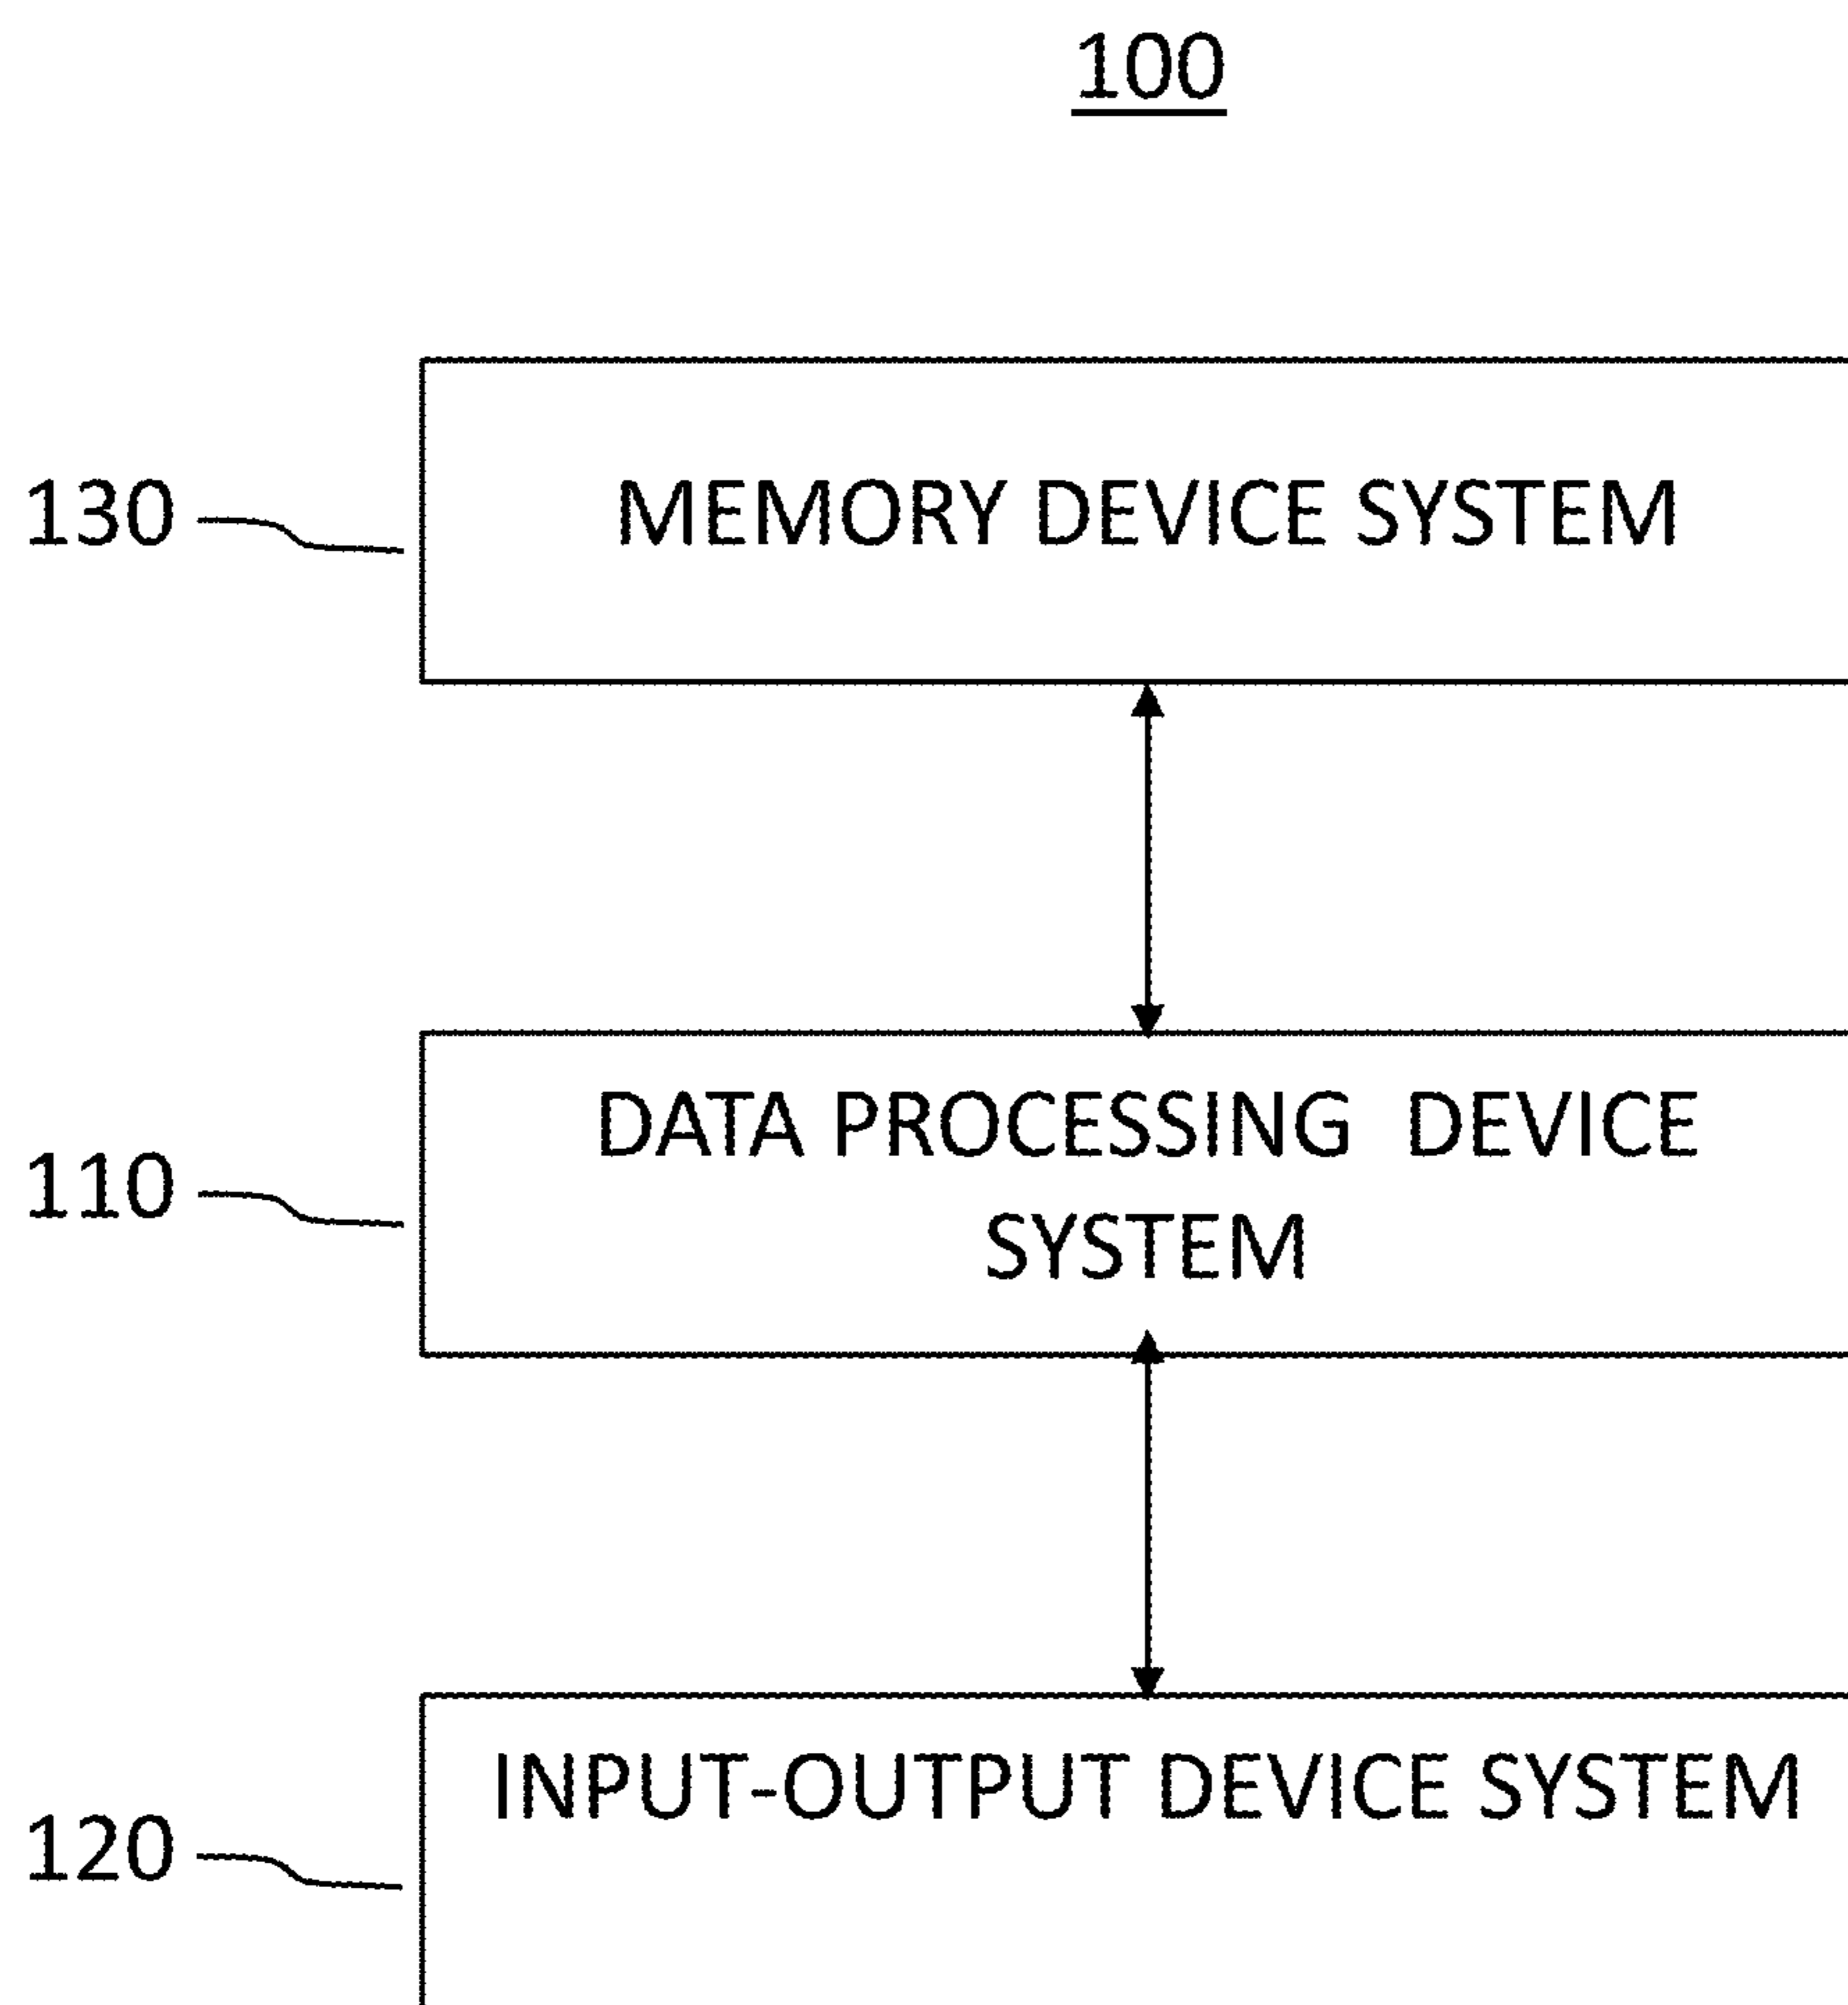 100
130
MEMORY DEVICE SYSTEM
110
DATA PROCESSING DEVICE
SYSTEM
120
INPUT-OUTPUT DEVICE SYSTEM